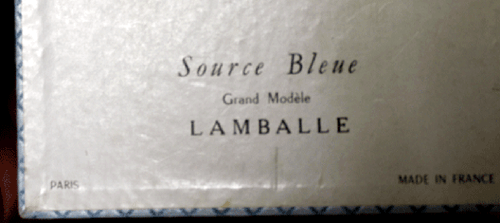 Source Bleue
Grand Modèle
LAMBALLE
PARIS MADE IN FRANCE